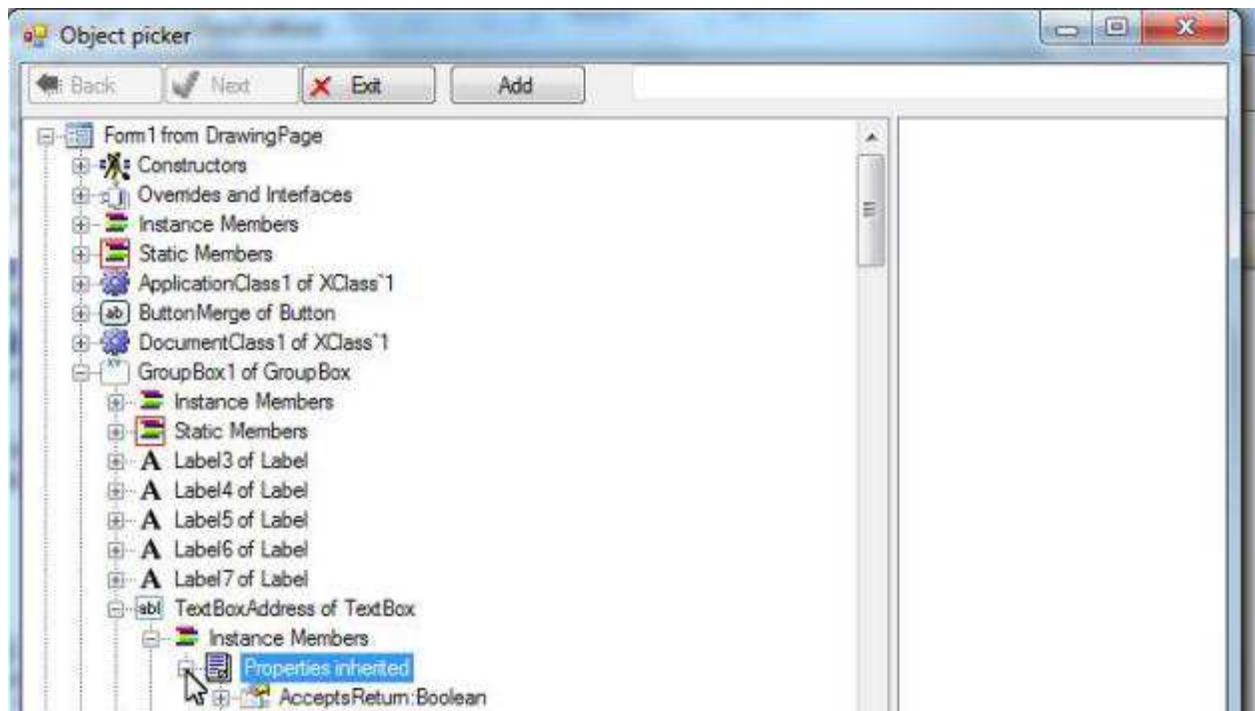 Object picker
Back Next Exit Add
Form1 from DrawingPage
Constructors
Overrides and Interfaces
Instance Members
Static Members
ApplicationClass1 of XClass`1
ab ButtonMerge of Button
DocumentClass1 of XClass`1
XY GroupBox1 of GroupBox
Instance Members
Static Members
A Label3 of Label
A Label4 of Label
A Label5 of Label
A Label6 of Label
A Label7 of Label
abl TextBoxAddress of TextBox
Instance Members
Properties inherited
AcceptsReturn:Boolean